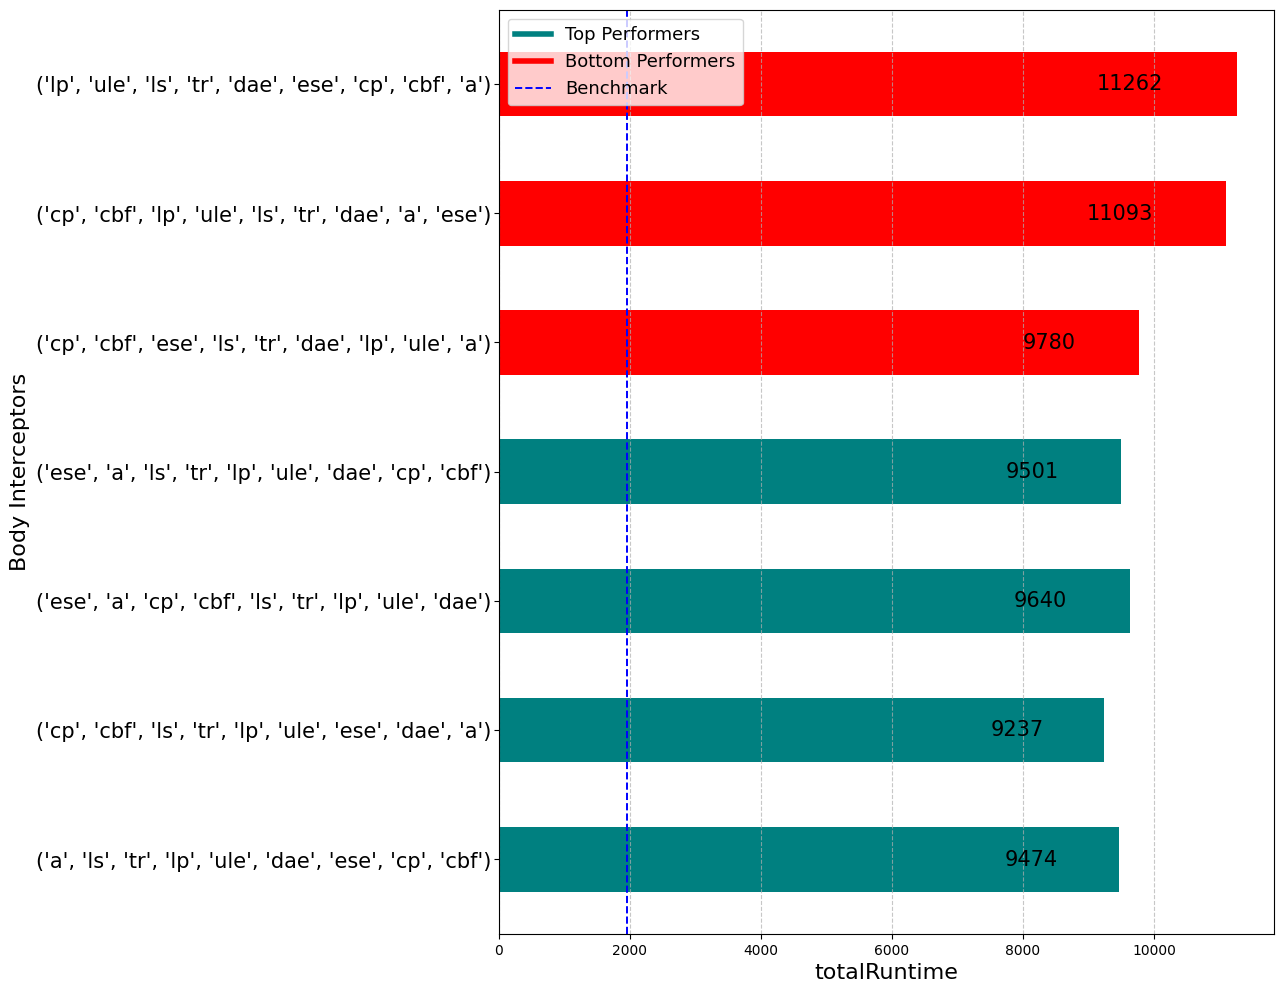 Top Performers
Bottom Performers
Benchmark
('lp', 'ule', 'ls', 'tr', 'dae', 'ese', 'cp', 'cbf', 'a')
11262
('cp', 'cbf', 'lp', 'ule', 'ls', 'tr', 'dae', 'a', 'ese')
11093
('cp', 'cbf', 'ese', 'ls', 'tr', 'dae', 'lp', 'ule', 'a')
9780
('ese', 'a', 'ls', 'tr', 'lp', 'ule', 'dae', 'cp', 'cbf')
9501
('ese', 'a', 'cp', 'cbf', 'ls', 'tr', 'lp', 'ule', 'dae')
9640
('cp', 'cbf', 'ls', 'tr', 'lp', 'ule', 'ese', 'dae', 'a')
9237
('a', 'ls', 'tr', 'lp', 'ule', 'dae', 'ese', 'cp', 'cbf')
9474
Body Interceptors
0 2000 4000 6000 8000 10000
totalRuntime